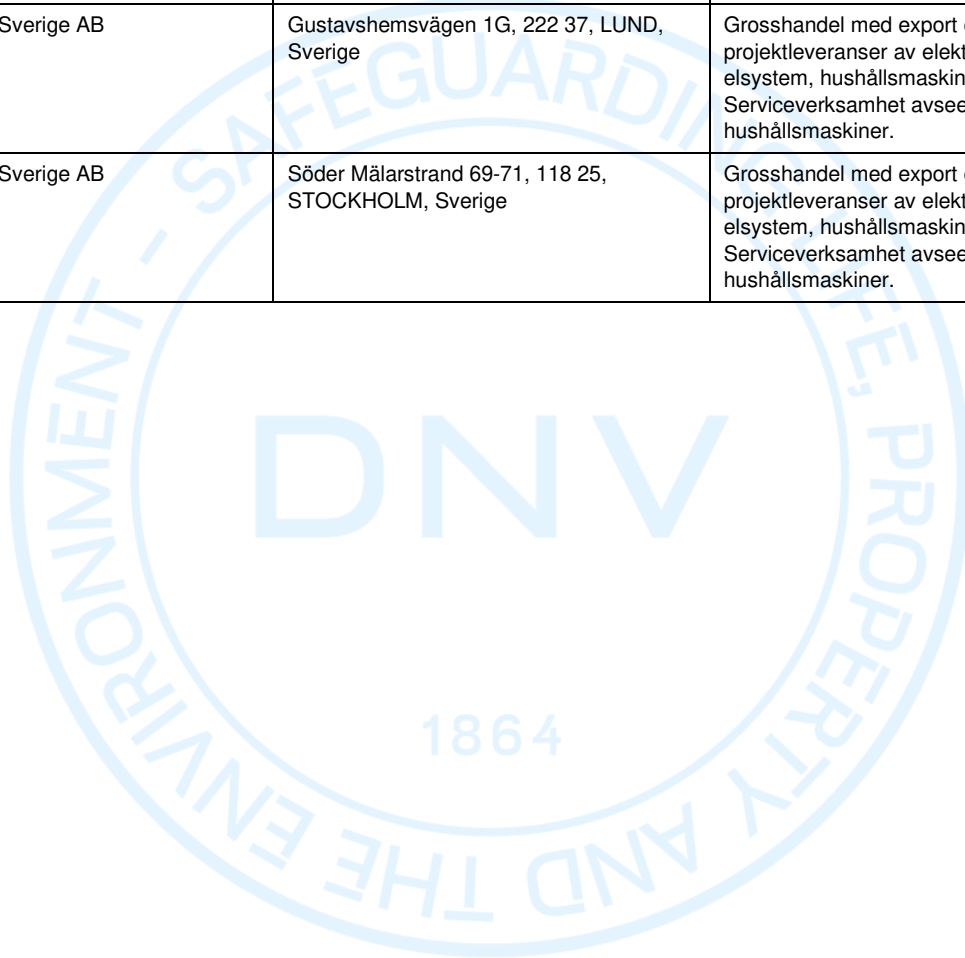 Sverige AB
Gustavshemsvägen 1G, 222 37, LUND,
Sverige
Grosshandel med export
projektleveranser av
elsystem,
Serviceverksamhet
hushållsmaskiner.
Sverige AB
Söder Mälarstrand 69-71, 118 25,
STOCKHOLM, Sverige
Grosshandel med export
projektleveranser av
elsystem,
Serviceverksamhet
hushållsmaskiner.
SAFEGUARDING LIFE, PROPERTY AND THE ENVIRONMENT -
DNV
1864